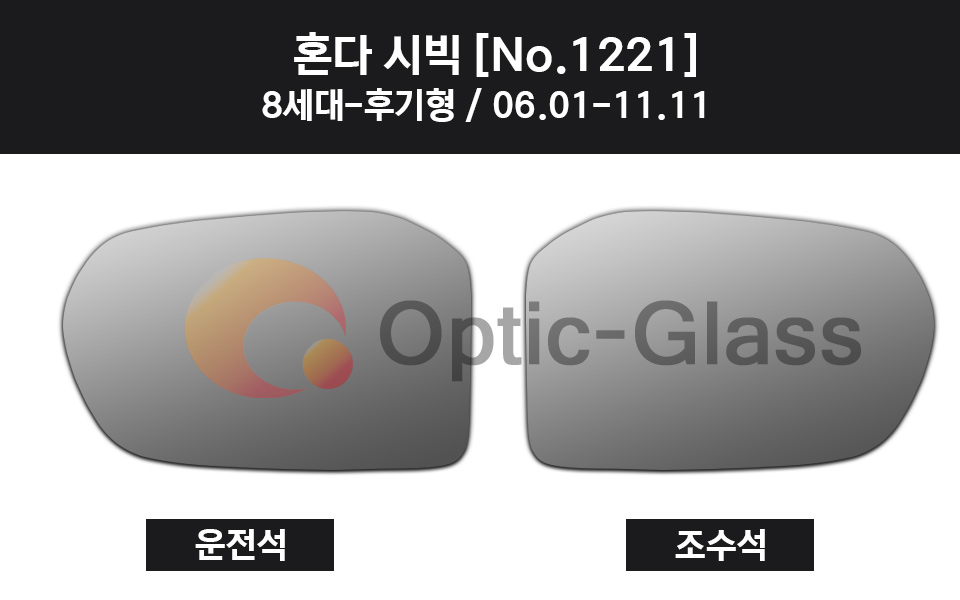 혼다 시빅 [No.1221]
8세대-후기형 / 06.01-11.11
Optic-Glass
운전석
조수석